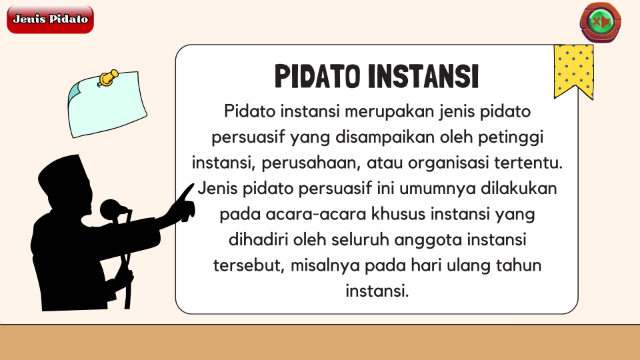 Jenis Pidato
PIDATO INSTANSI
Pidato instansi merupakan jenis pidato
persuasif yang disampaikan oleh petinggi
instansi, perusahaan, atau organisasi tertentu.
Jenis pidato persuasif ini umumnya dilakukan
pada acara-acara khusus instansi yang
dihadiri oleh seluruh anggota instansi
tersebut, misalnya pada hari ulang tahun
instansi.